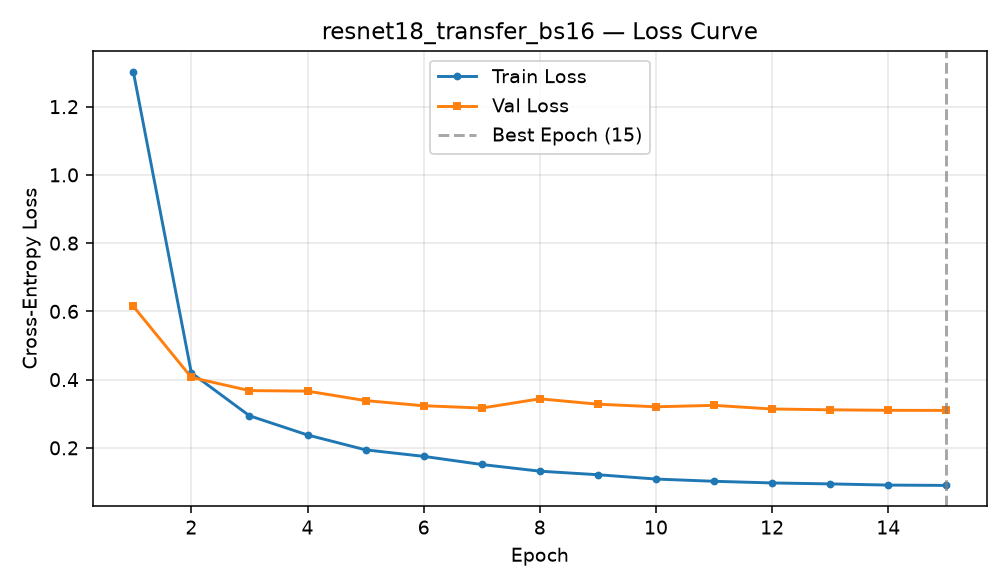 resnet18_transfer_bs16 — Loss Curve
Train Loss
Val Loss
Best Epoch (15)
Cross-Entropy Loss
1.2
1.0
0.8
0.6
0.4
0.2
2 4 6 8 10 12 14
Epoch